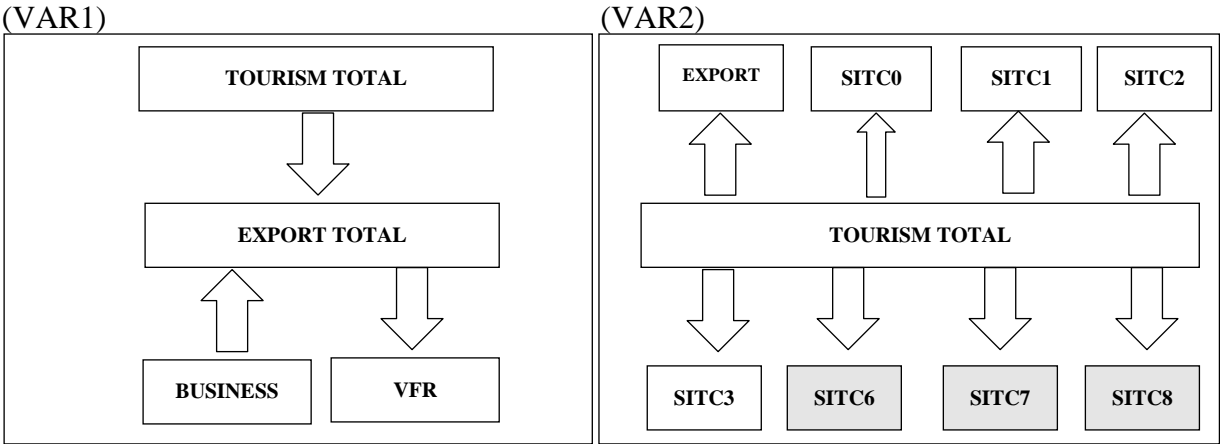 (VAR1)
TOURISM TOTAL
EXPORT TOTAL
BUSINESS
VFR
(VAR2)
EXPORT
SITC0
SITC1
SITC2
TOURISM TOTAL
SITC3
SITC6
SITC7
SITC8